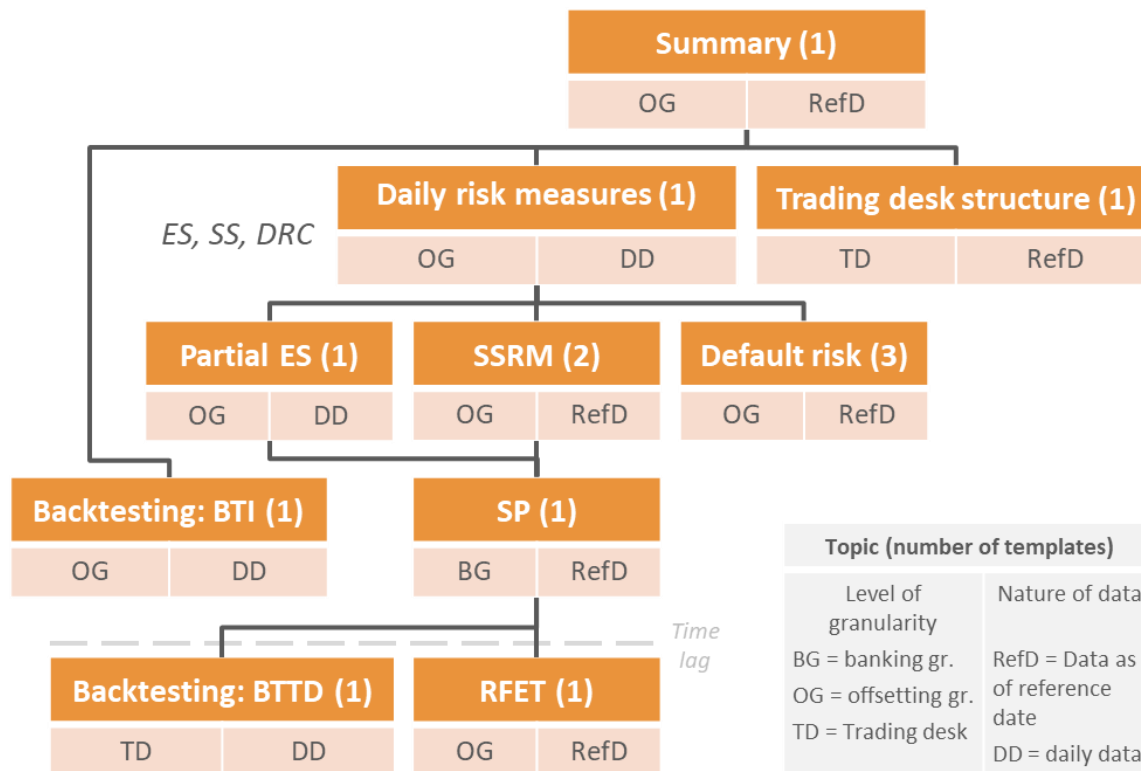 Summary (1)
OG RefD
Daily risk measures (1)
Trading desk structure (1)
ES, SS, DRC
OG DD
TD RefD
Partial ES (1)
SSRM (2)
Default risk (3)
OG DD
OG RefD
OG RefD
Backtesting: BTI (1)
SP (1)
OG DD
BG RefD
Time
lag
Backtesting: BTTD (1)
RFET (1)
TD DD
OG RefD
Topic (number of templates)
Level of
granularity
BG = banking gr.
OG = offsetting gr.
TD = Trading desk
Nature of data
RefD = Data as
of reference
date
DD = daily data